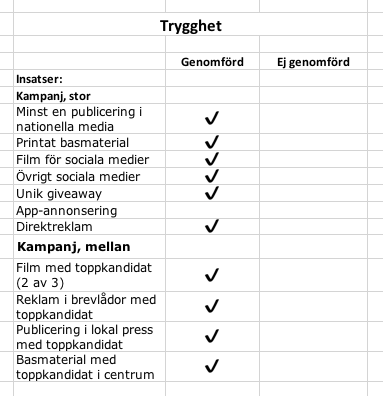 Trygghet
Genomförd Ej genomförd
Insatser:
Kampanj, stor
Minst en publicering i
nationella media ✓
Printat basmaterial ✓
Film för sociala medier ✓
Övrigt sociala medier ✓
Unik giveaway ✓
App-annonsering
Direktreklam ✓
Kampanj, mellan
Film med toppkandidat
(2 av 3) ✓
Reklam i brevlådor med
toppkandidat ✓
Publicering i lokal press
med toppkandidat ✓
Basmaterial med
toppkandidat i centrum ✓